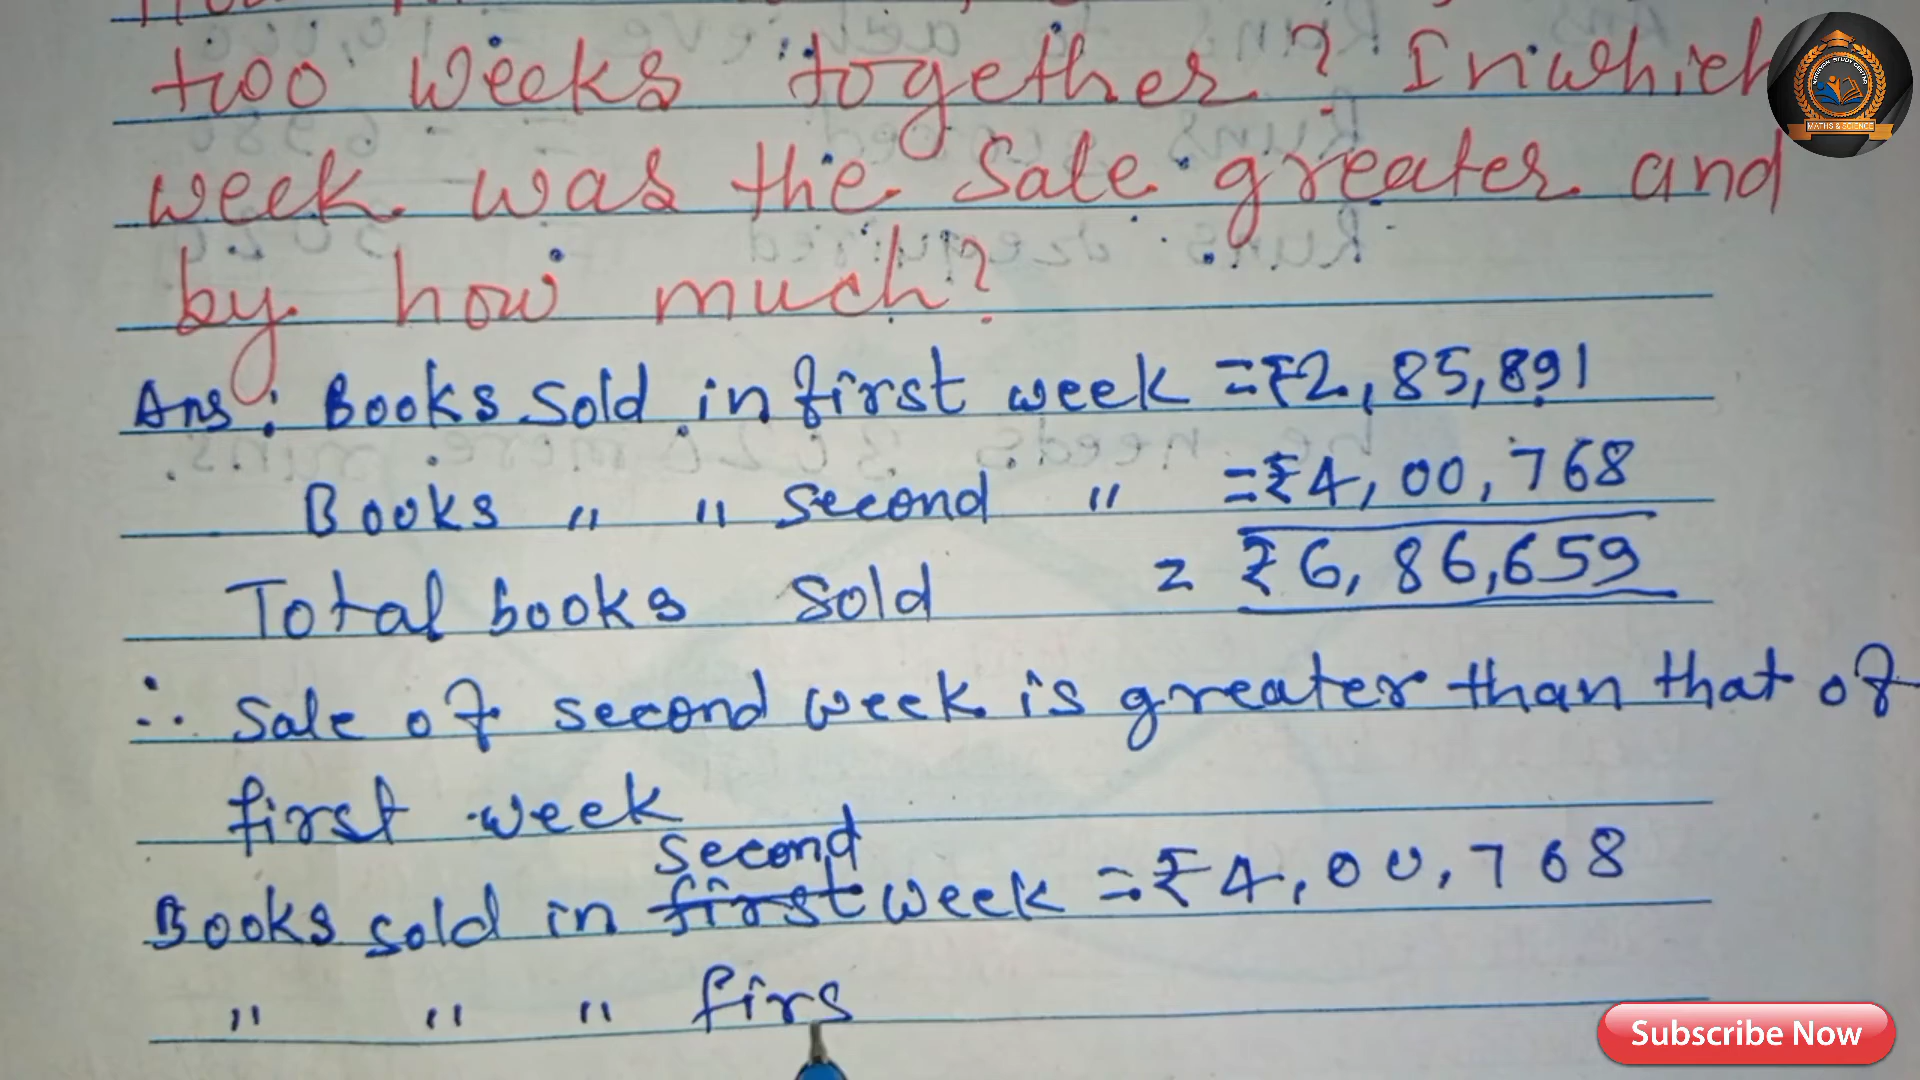 two weeks together? In which
week was the sale greater and
by how much?
Ans: Books sold in first week = ₹2,85,891
Books " " second " = ₹4,00,768
Total books sold = ₹6,86,659
∴ sale of second week is greater than that of
first week
second
Books sold in first week = ₹4,00,768
" " " firs
MATHS & SCIENCE
Subscribe Now